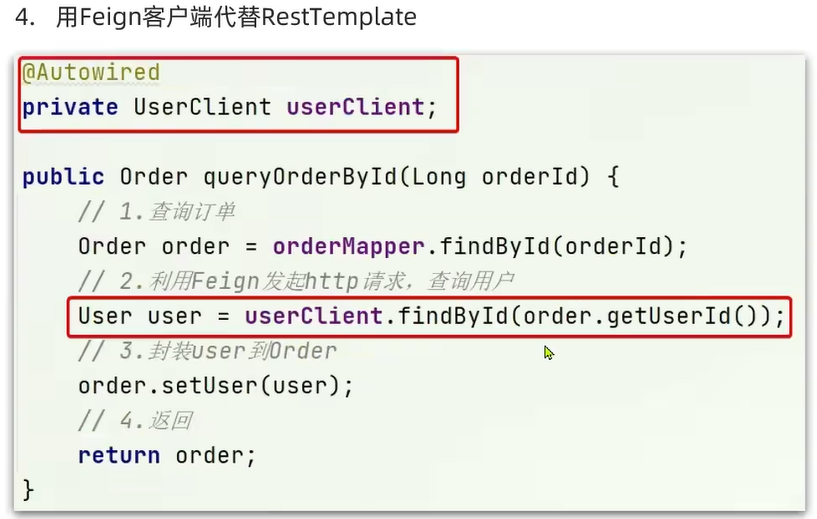 4. 用Feign客户端代替RestTemplate
@Autowired
private UserClient userClient;
public Order queryOrderById(Long orderId) {
// 1.查询订单
Order order = orderMapper.findById(orderId);
// 2.利用Feign发起http请求，查询用户
User user = userClient.findById(order.getUserId());
// 3.封装user到Order
order.setUser(user);
// 4.返回
return order;
}